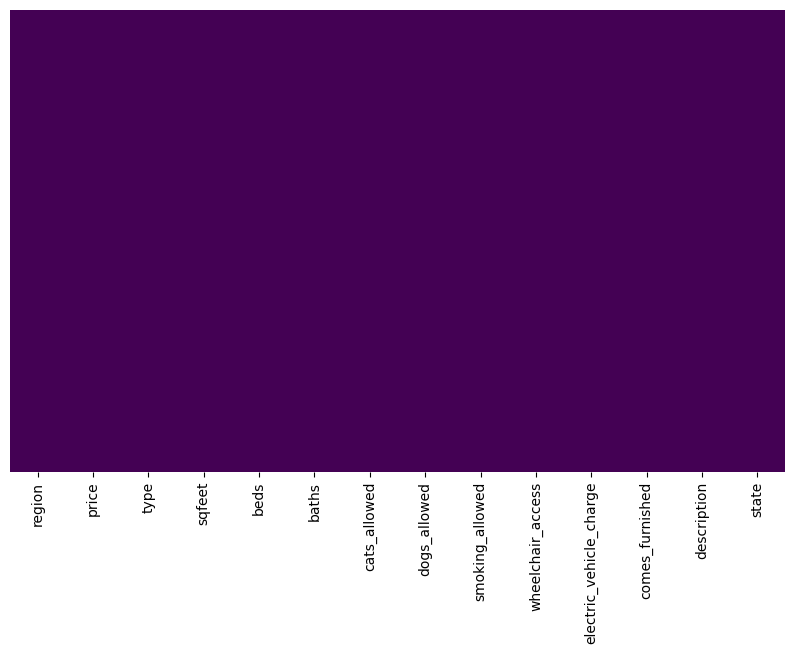 region
price
type
sqfeet
beds
baths
cats_allowed
dogs_allowed
smoking_allowed
wheelchair_access
electric_vehicle_charge
comes_furnished
description
state